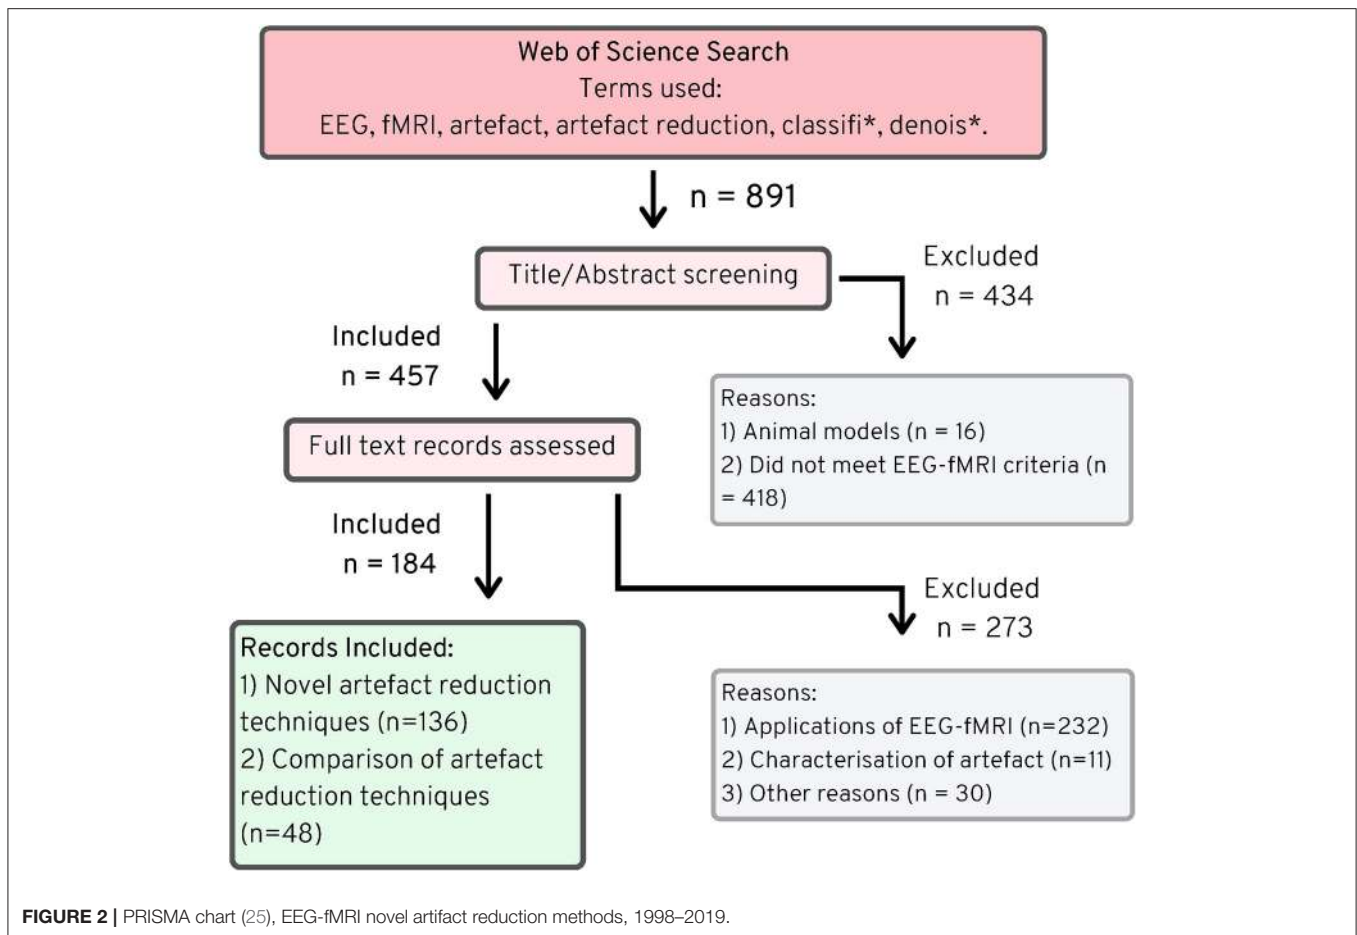 Web of Science Search
Terms used:
EEG, fMRI, artefact, artefact reduction, classifi*, denois*.
n = 891
Title/Abstract screening
Excluded
n = 434
Included
n = 457
Reasons:
1) Animal models (n = 16)
2) Did not meet EEG-fMRI criteria (n
= 418)
Full text records assessed
Included
n = 184
Excluded
n = 273
Records Included:
1) Novel artefact reduction
techniques (n=136)
2) Comparison of artefact
reduction techniques
(n=48)
Reasons:
1) Applications of EEG-fMRI (n=232)
2) Characterisation of artefact (n=11)
3) Other reasons (n = 30)
FIGURE 2 | PRISMA chart (25), EEG-fMRI novel artifact reduction methods, 1998–2019.